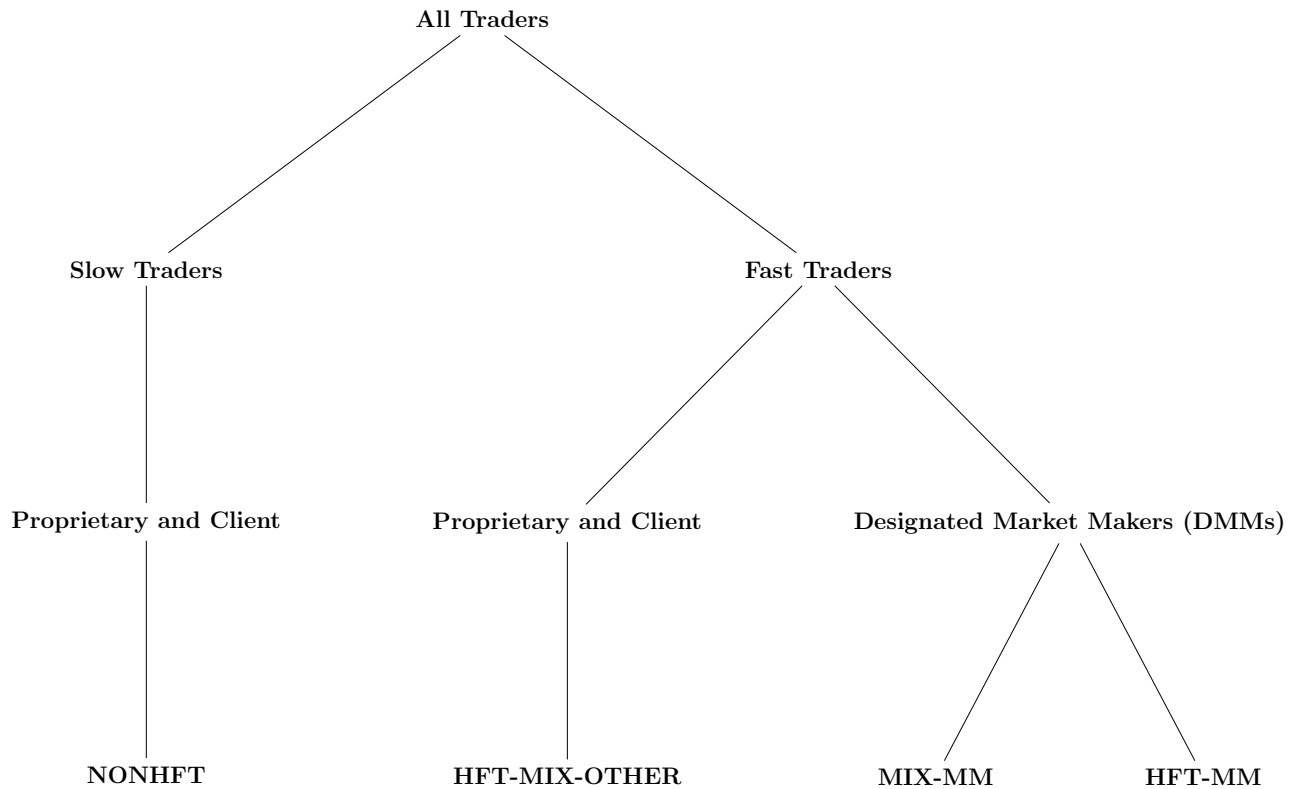 All Traders
Slow Traders
Fast Traders
Proprietary and Client
Proprietary and Client
Designated Market Makers (DMMs)
NONHFT
HFT-MIX-OTHER
MIX-MM
HFT-MM